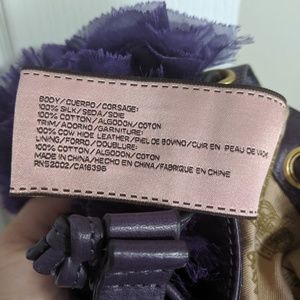 BODY/CUERPO/CORSAGE:
100% SILK/SEDA/SOIE
100% COTTON/ALGODON/COTON
TRIM/ADORNO/GARNITURE:
100% COW HIDE LEATHER/PIEL DE BOVINO/CUIR EN PEAU DE VACHE
LINING/FORRO/DOUBLURE:
100% COTTON/ALGODON/COTON
MADE IN CHINA/HECHO EN CHINA/FABRIQUE EN CHINE
RN52002/CA16396